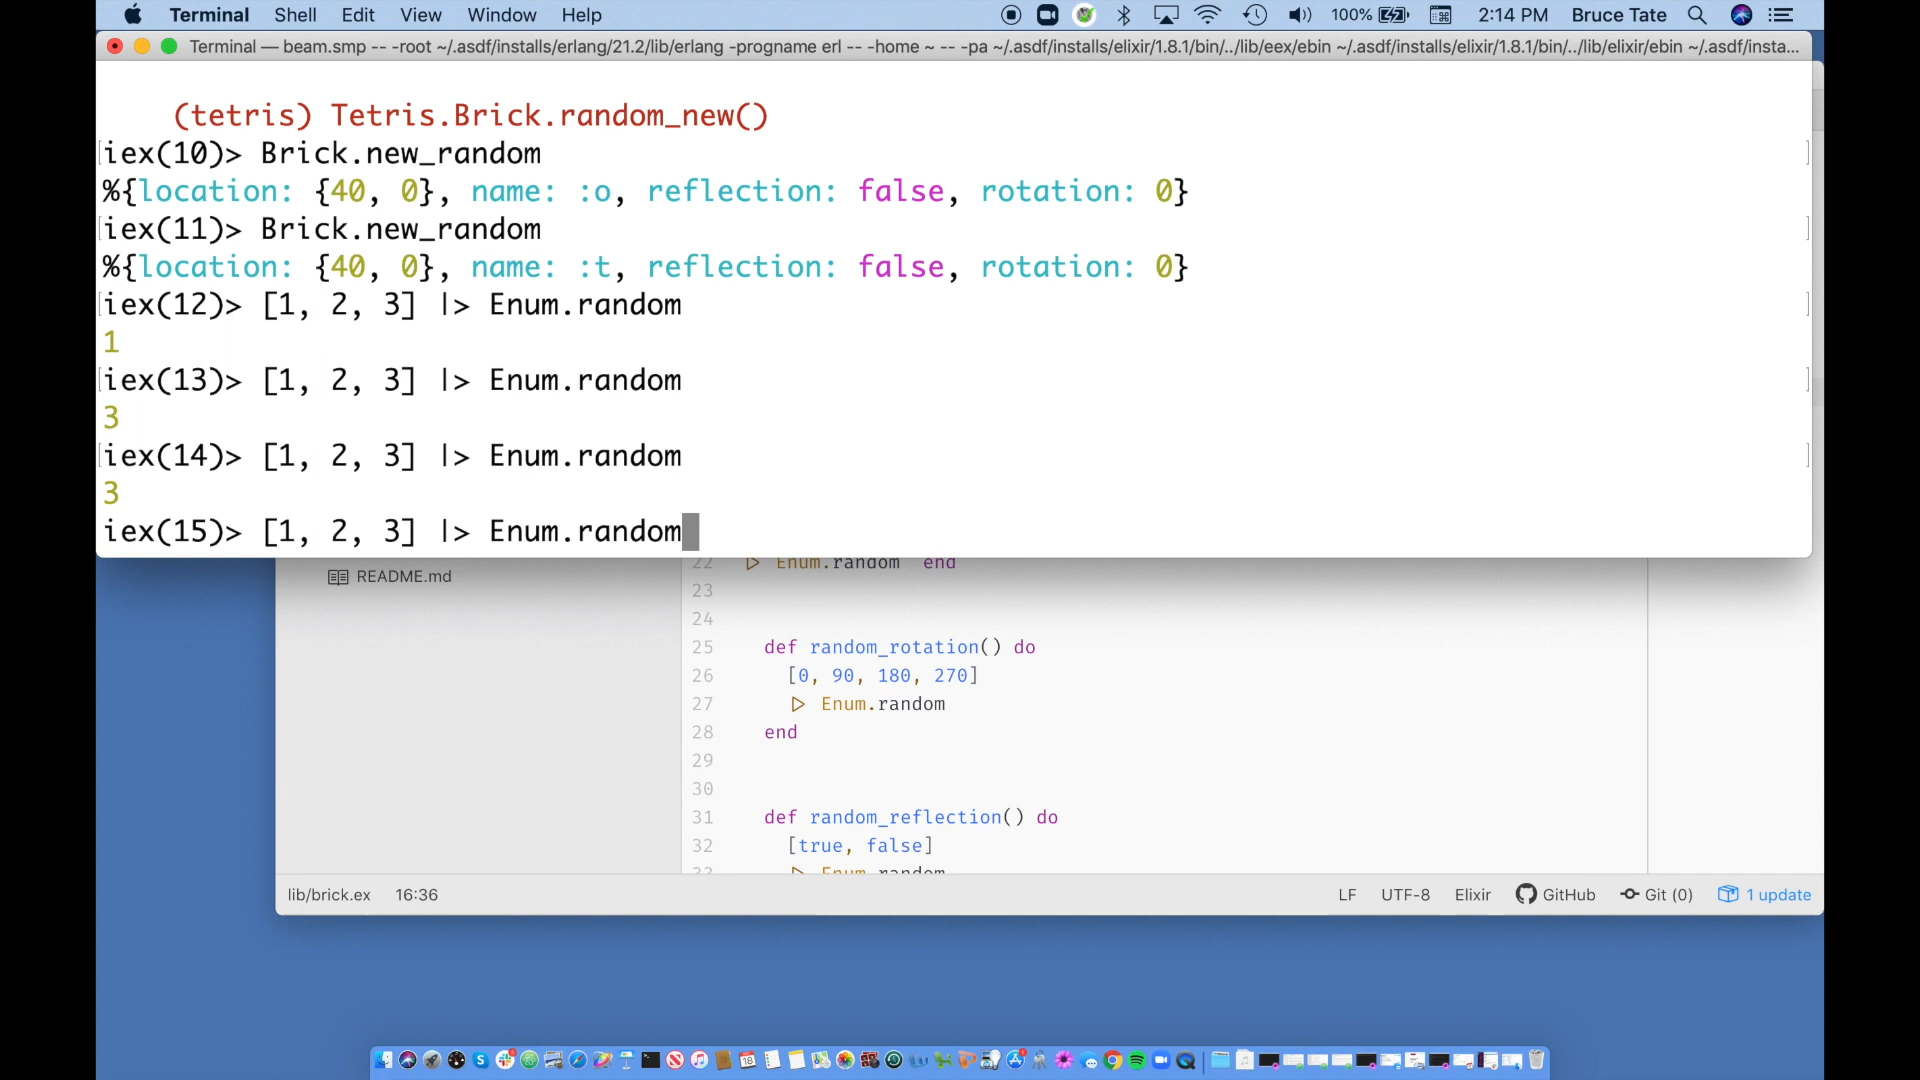 Terminal Shell Edit View Window Help 100% 2:14 PM Bruce Tate
Terminal — beam.smp -- -root ~/.asdf/installs/erlang/21.2/lib/erlang -progname erl -- -home ~ -- -pa ~/.asdf/installs/elixir/1.8.1/bin/../lib/eex/ebin ~/.asdf/installs/elixir/1.8.1/bin/../lib/elixir/ebin ~/.asdf/insta...
(tetris) Tetris.Brick.random_new()
[iex(10)> Brick.new_random ]
%{location: {40, 0}, name: :o, reflection: false, rotation: 0}
[iex(11)> Brick.new_random ]
%{location: {40, 0}, name: :t, reflection: false, rotation: 0}
[iex(12)> [1, 2, 3] |> Enum.random ]
1
[iex(13)> [1, 2, 3] |> Enum.random ]
3
[iex(14)> [1, 2, 3] |> Enum.random ]
3
iex(15)> [1, 2, 3] |> Enum.random
README.md
22 ▷ Enum.random end
23
24
25 def random_rotation() do
26 [0, 90, 180, 270]
27 ▷ Enum.random
28 end
29
30
31 def random_reflection() do
32 [true, false]
33 ▷ Enum.random
lib/brick.ex 16:36 LF UTF-8 Elixir GitHub Git (0) 1 update